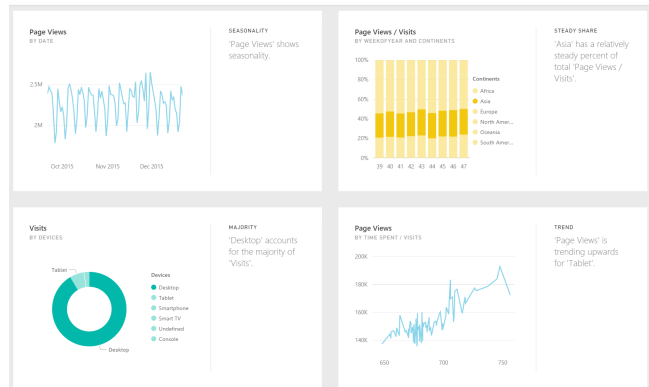 Page Views
BY DATE
2.5M
2M
Oct 2015 Nov 2015 Dec 2015
SEASONALITY
'Page Views' shows
seasonality.
Page Views / Visits
BY WEEKOFYEAR AND CONTINENTS
100%
80%
60%
40%
20%
0%
39 40 41 42 43 44 45 46 47
Continents
Africa
Asia
Europe
North Amer...
Oceania
South Amer...
STEADY SHARE
'Asia' has a relatively
steady percent of
total 'Page Views /
Visits'.
Visits
BY DEVICES
Tablet
Desktop
Devices
Desktop
Tablet
Smartphone
Smart TV
Undefined
Console
MAJORITY
'Desktop' accounts
for the majority of
'Visits'.
Page Views
BY TIME SPENT / VISITS
200K
180K
160K
140K
650 700 750
TREND
'Page Views' is
trending upwards
for 'Tablet'.